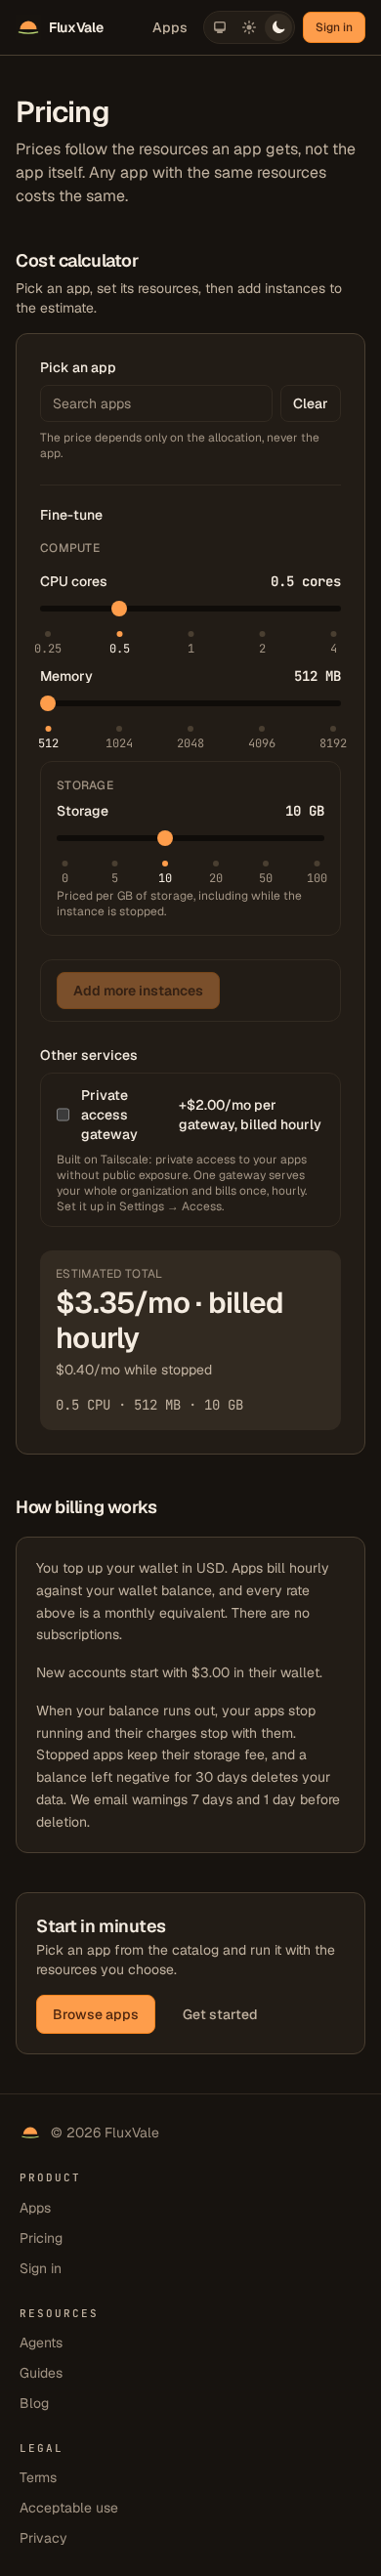 FluxVale
Apps
Sign in
Pricing
Prices follow the resources an app gets, not the
app itself. Any app with the same resources
costs the same.
Cost calculator
Pick an app, set its resources, then add instances to
the estimate.
Pick an app
Search apps
Clear
The price depends only on the allocation, never the
app.
Fine-tune
COMPUTE
CPU cores 0.5 cores
0.25 0.5 1 2 4
Memory 512 MB
512 1024 2048 4096 8192
STORAGE
Storage 10 GB
0 5 10 20 50 100
Priced per GB of storage, including while the
instance is stopped.
Add more instances
Other services
Private
access
gateway
+$2.00/mo per
gateway, billed hourly
Built on Tailscale: private access to your apps
without public exposure. One gateway serves
your whole organization and bills once, hourly.
Set it up in Settings → Access.
ESTIMATED TOTAL
$3.35/mo · billed
hourly
$0.40/mo while stopped
0.5 CPU · 512 MB · 10 GB
How billing works
You top up your wallet in USD. Apps bill hourly
against your wallet balance, and every rate
above is a monthly equivalent. There are no
subscriptions.
New accounts start with $3.00 in their wallet.
When your balance runs out, your apps stop
running and their charges stop with them.
Stopped apps keep their storage fee, and a
balance left negative for 30 days deletes your
data. We email warnings 7 days and 1 day before
deletion.
Start in minutes
Pick an app from the catalog and run it with the
resources you choose.
Browse apps
Get started
© 2026 FluxVale
PRODUCT
Apps
Pricing
Sign in
RESOURCES
Agents
Guides
Blog
LEGAL
Terms
Acceptable use
Privacy